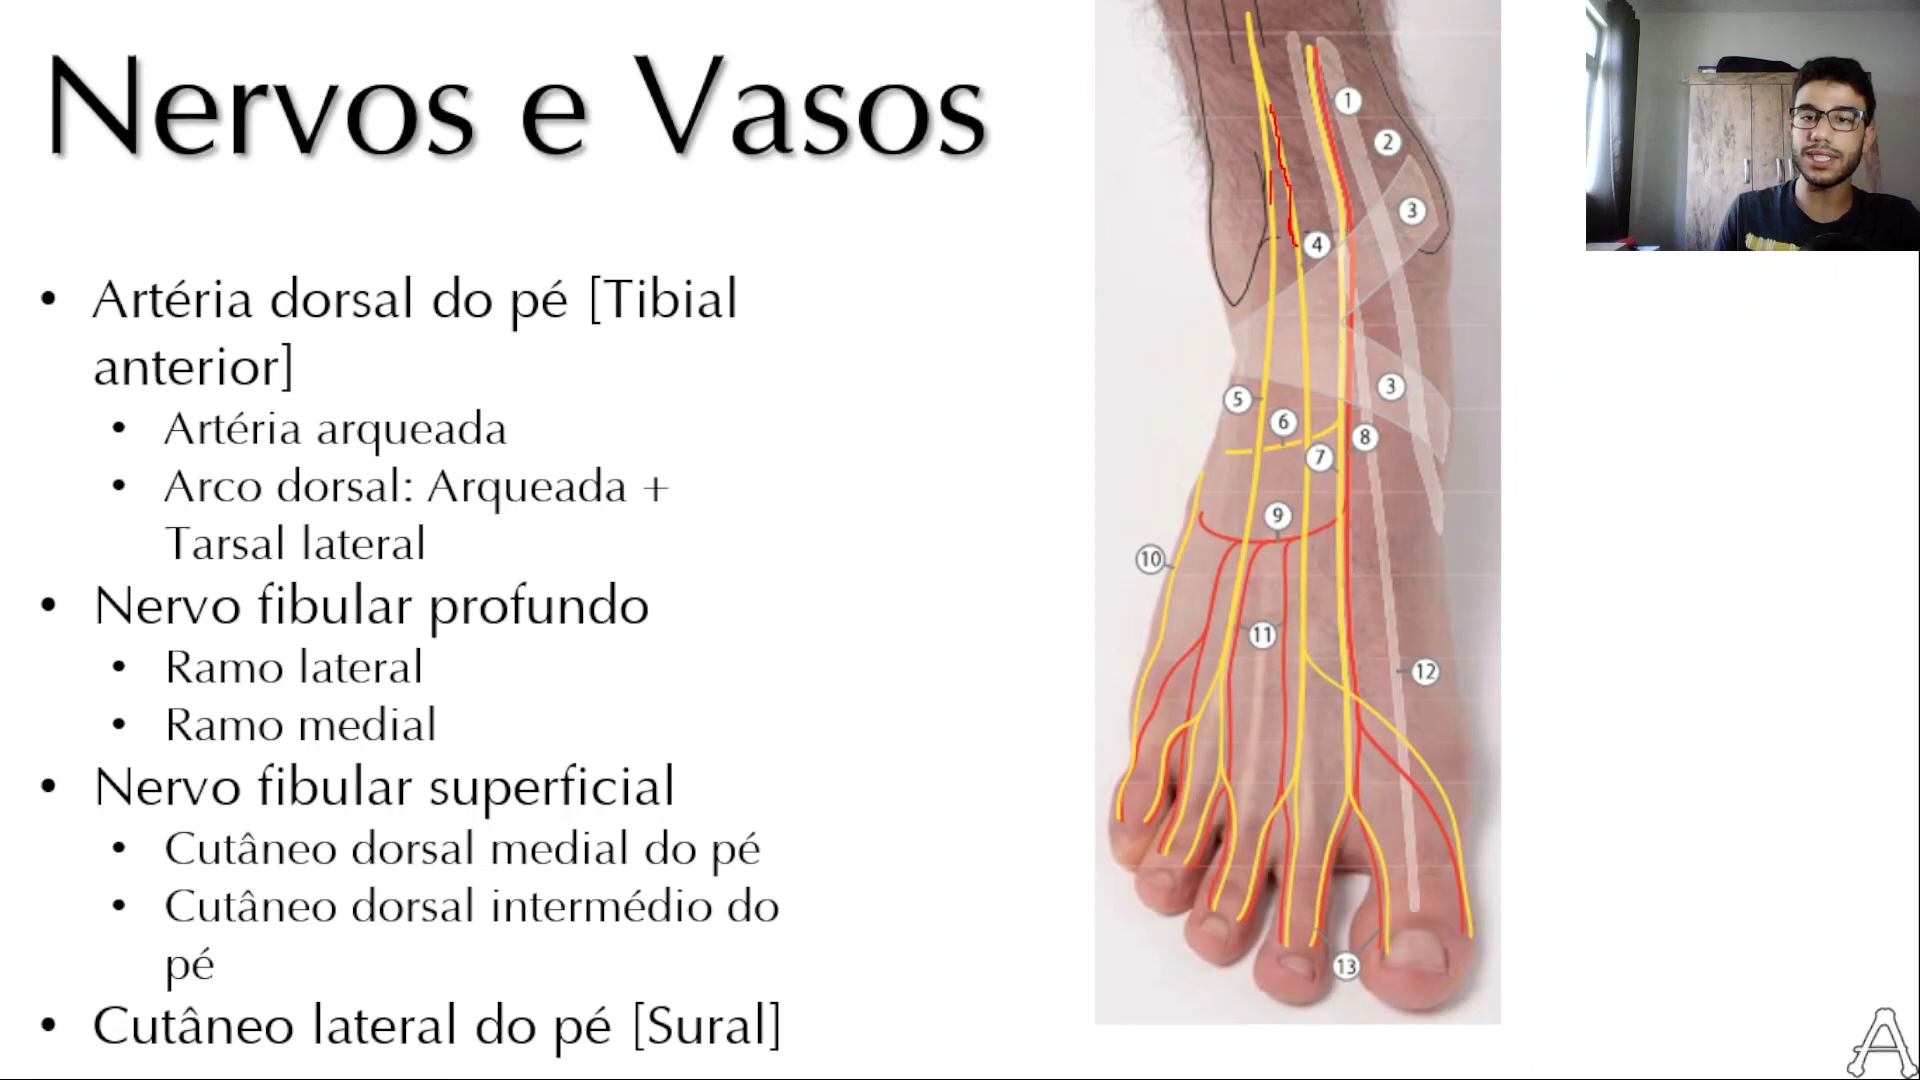 Nervos e Vasos
• Artéria dorsal do pé [Tibial
anterior]
• Artéria arqueada
• Arco dorsal: Arqueada +
Tarsal lateral
• Nervo fibular profundo
• Ramo lateral
• Ramo medial
• Nervo fibular superficial
• Cutâneo dorsal medial do pé
• Cutâneo dorsal intermédio do
pé
• Cutâneo lateral do pé [Sural]
1
2
3
4
3
5
6
8
7
9
10
11
12
13
A